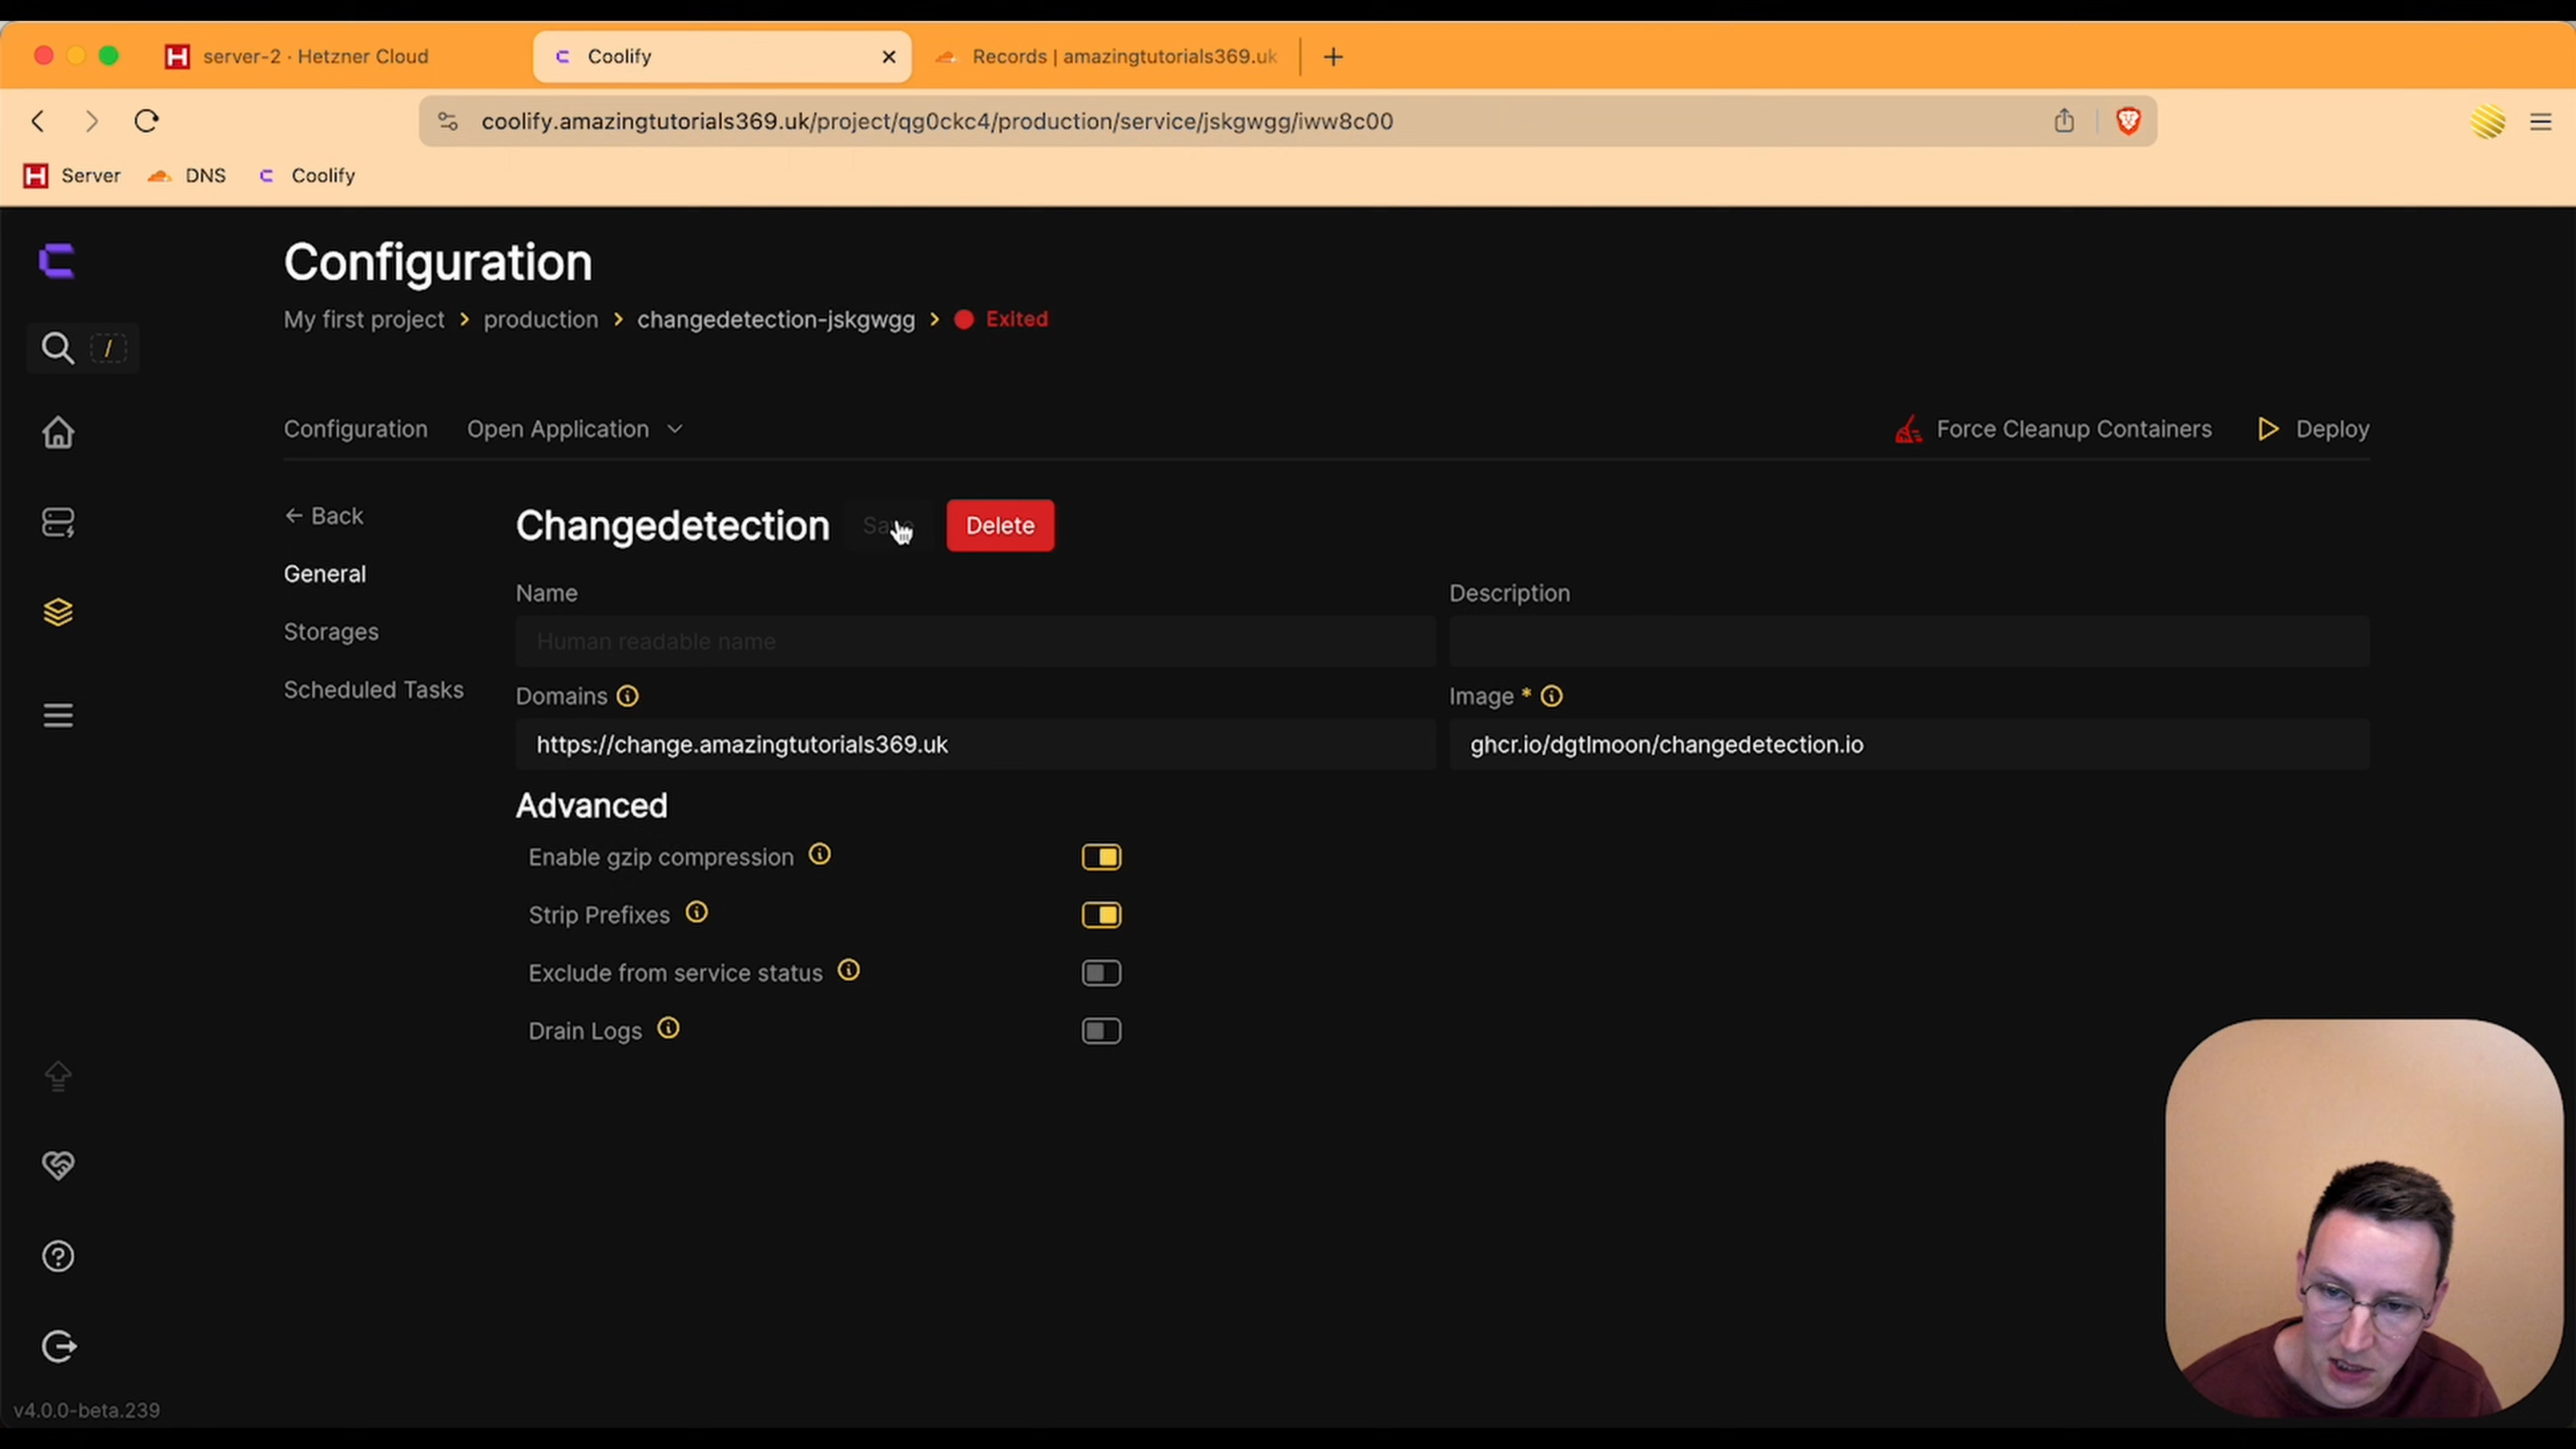 server-2 · Hetzner Cloud
Coolify
Records | amazingtutorials369.uk
coolify.amazingtutorials369.uk/project/qg0ckc4/production/service/jskgwgg/iww8c00
Server
DNS
Coolify
Configuration
My first project > production > changedetection-jskgwgg > Exited
/
Configuration
Open Application
Force Cleanup Containers
Deploy
← Back
General
Storages
Scheduled Tasks
Changedetection
Delete
Name
Human readable name
Description
Domains
https://change.amazingtutorials369.uk
Image *
ghcr.io/dgtlmoon/changedetection.io
Advanced
Enable gzip compression
Strip Prefixes
Exclude from service status
Drain Logs
v4.0.0-beta.239